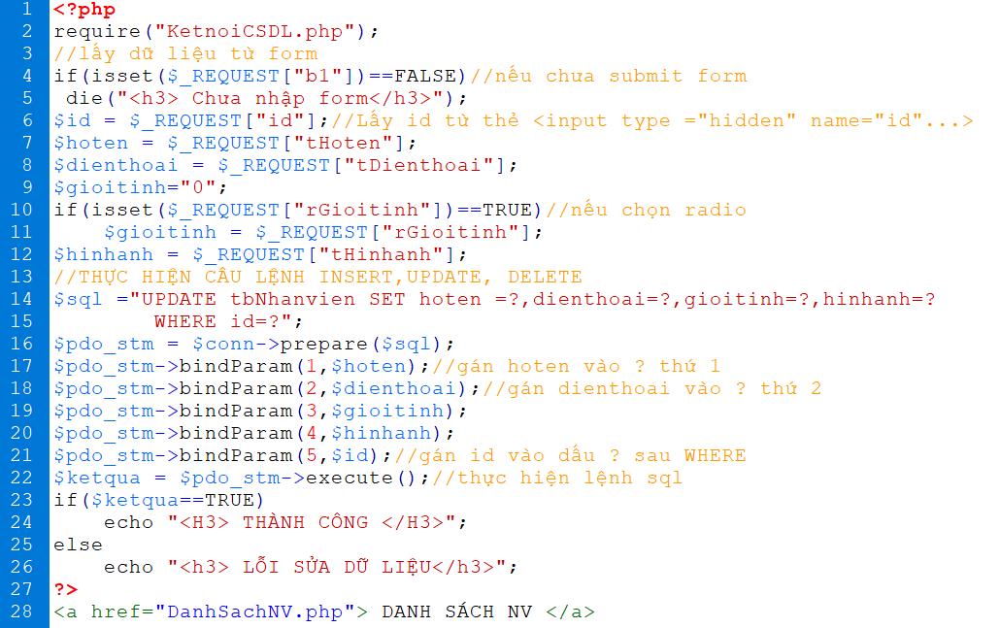 1 <?php
2 require("KetnoiCSDL.php");
3 //lấy dữ liệu từ form
4 if(isset($_REQUEST["b1"])==FALSE)//nếu chưa submit form
5  die("<h3> Chưa nhập form</h3>");
6 $id = $_REQUEST["id"];//Lấy id từ thẻ <input type ="hidden" name="id"...>
7 $hoten = $_REQUEST["tHoten"];
8 $dienthoai = $_REQUEST["tDienthoai"];
9 $gioitinh="0";
10 if(isset($_REQUEST["rGioitinh"])==TRUE)//nếu chọn radio
11     $gioitinh = $_REQUEST["rGioitinh"];
12 $hinhanh = $_REQUEST["tHinhanh"];
13 //THỰC HIỆN CÂU LỆNH INSERT,UPDATE, DELETE
14 $sql ="UPDATE tbNhanvien SET hoten =?,dienthoai=?,gioitinh=?,hinhanh=?
15         WHERE id=?";
16 $pdo_stm = $conn->prepare($sql);
17 $pdo_stm->bindParam(1,$hoten);//gán hoten vào ? thứ 1
18 $pdo_stm->bindParam(2,$dienthoai);//gán dienthoai vào ? thứ 2
19 $pdo_stm->bindParam(3,$gioitinh);
20 $pdo_stm->bindParam(4,$hinhanh);
21 $pdo_stm->bindParam(5,$id);//gán id vào dấu ? sau WHERE
22 $ketqua = $pdo_stm->execute();//thực hiện lệnh sql
23 if($ketqua==TRUE)
24     echo "<H3> THÀNH CÔNG </H3>";
25 else
26     echo "<h3> LỖI SỬA DỮ LIỆU</h3>";
27 ?>
28 <a href="DanhSachNV.php"> DANH SÁCH NV </a>